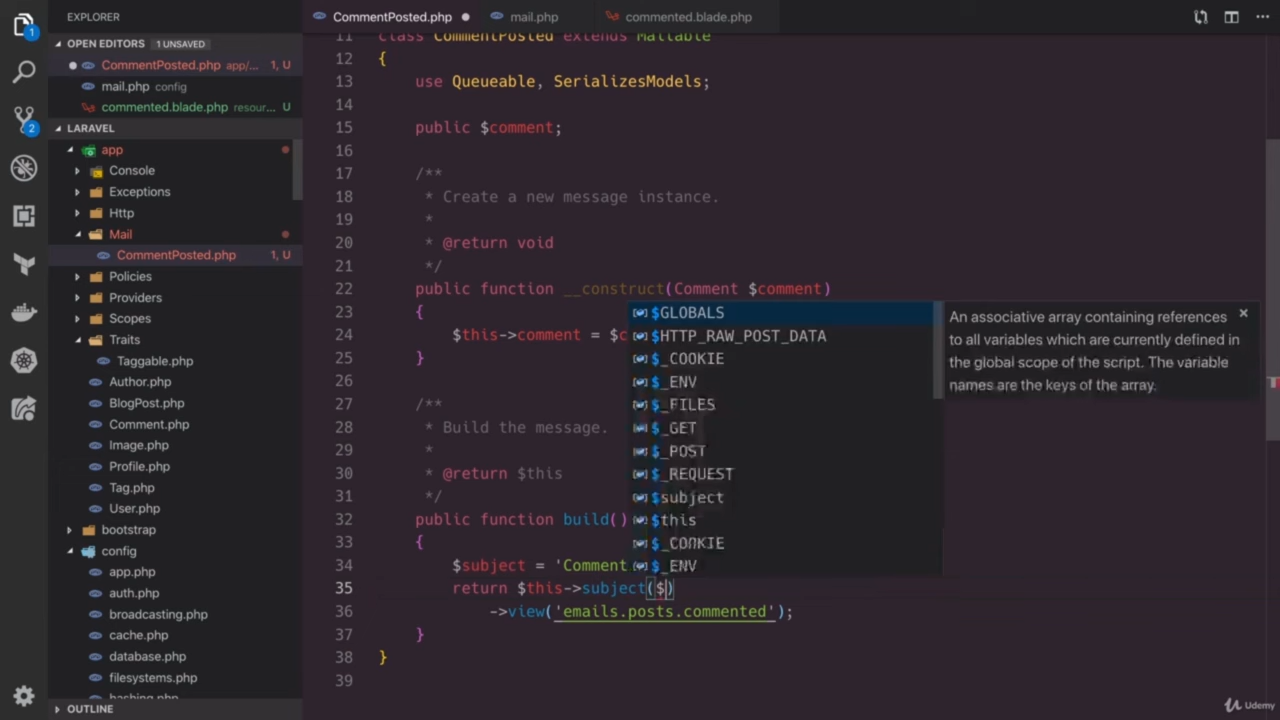 EXPLORER
OPEN EDITORS 1 UNSAVED
CommentPosted.php app/... 1, U
mail.php config
commented.blade.php resour... U
LARAVEL
app
Console
Exceptions
Http
Mail
CommentPosted.php 1, U
Policies
Providers
Scopes
Traits
Taggable.php
Author.php
BlogPost.php
Comment.php
Image.php
Profile.php
Tag.php
User.php
bootstrap
config
app.php
auth.php
broadcasting.php
cache.php
database.php
filesystems.php
hashing.php
OUTLINE
1
2
CommentPosted.php mail.php commented.blade.php
11 class CommentPosted extends Mailable
12 {
13 use Queueable, SerializesModels;
14
15 public $comment;
16
17 /**
18 * Create a new message instance.
19 *
20 * @return void
21 */
22 public function __construct(Comment $comment)
23 {
24 $this->comment = $c
25 }
26
27 /**
28 * Build the message.
29 *
30 * @return $this
31 */
32 public function build()
33 {
34 $subject = 'Comment
35 return $this->subject($)
36 ->view('emails.posts.commented');
37 }
38 }
39
$GLOBALS
$HTTP_RAW_POST_DATA
$_COOKIE
$_ENV
$_FILES
$_GET
$_POST
$_REQUEST
$subject
$this
$_COOKIE
$_ENV
An associative array containing references
to all variables which are currently defined in
the global scope of the script. The variable
names are the keys of the array.
Udemy